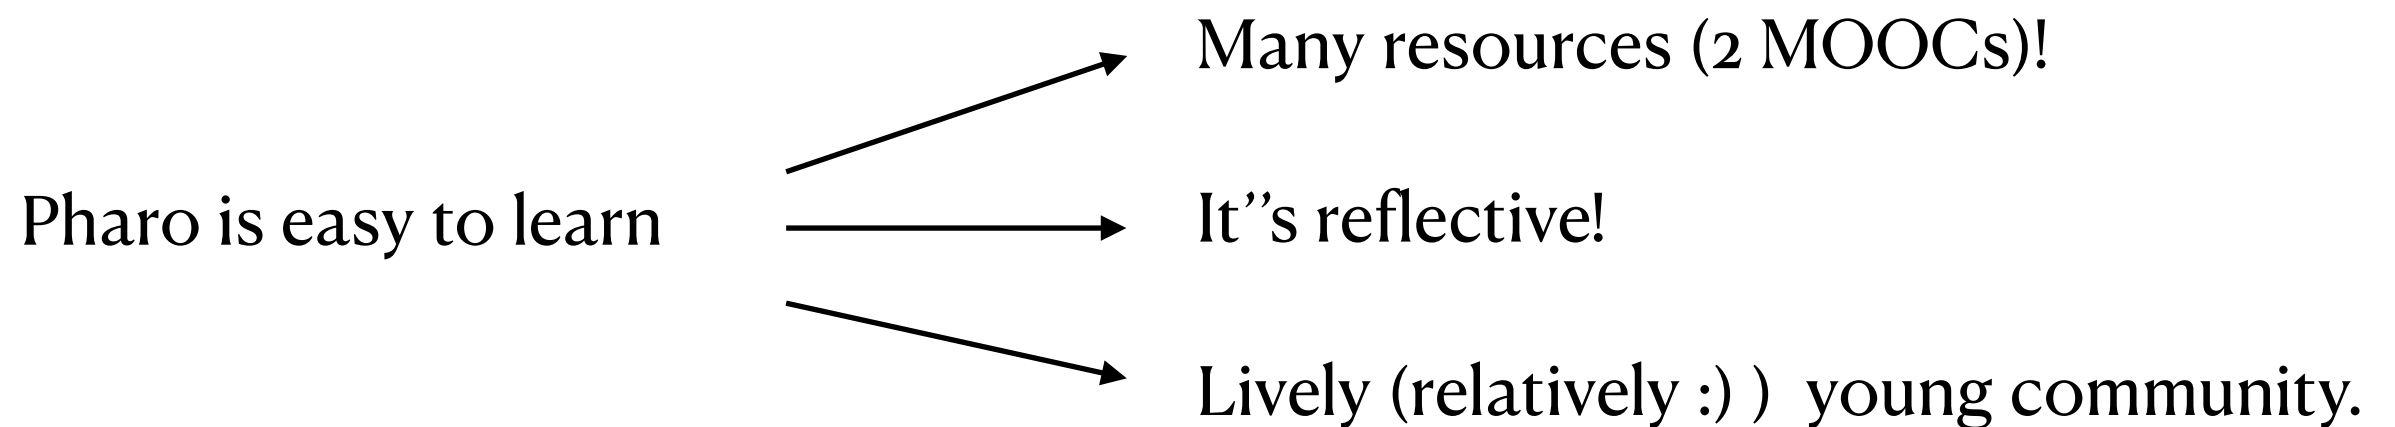 Many resources (2 MOOCs)!
Pharo is easy to learn
It’’s reflective!
Lively (relatively :) )  young community.